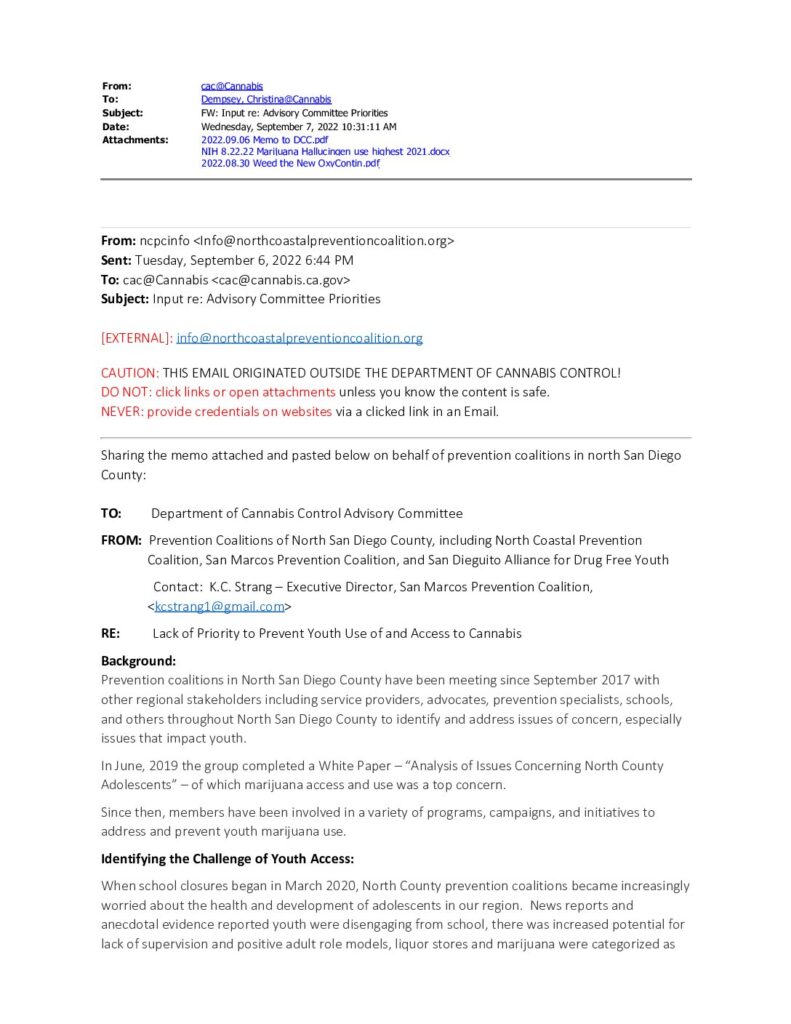 From: cac@Cannabis
To: Dempsey, Christina@Cannabis
Subject: FW: Input re: Advisory Committee Priorities
Date: Wednesday, September 7, 2022 10:31:11 AM
Attachments: 2022.09.06 Memo to DCC.pdf
NIH 8.22.22 Marijuana Hallucingen use highest 2021.docx
2022.08.30 Weed the New OxyContin.pdf
From: ncpcinfo <Info@northcoastalpreventioncoalition.org>
Sent: Tuesday, September 6, 2022 6:44 PM
To: cac@Cannabis <cac@cannabis.ca.gov>
Subject: Input re: Advisory Committee Priorities
[EXTERNAL]: info@northcoastalpreventioncoalition.org
CAUTION: THIS EMAIL ORIGINATED OUTSIDE THE DEPARTMENT OF CANNABIS CONTROL!
DO NOT: click links or open attachments unless you know the content is safe.
NEVER: provide credentials on websites via a clicked link in an Email.
Sharing the memo attached and pasted below on behalf of prevention coalitions in north San Diego
County:
TO: Department of Cannabis Control Advisory Committee
FROM: Prevention Coalitions of North San Diego County, including North Coastal Prevention
Coalition, San Marcos Prevention Coalition, and San Dieguito Alliance for Drug Free Youth
Contact: K.C. Strang – Executive Director, San Marcos Prevention Coalition,
<kcstrang1@gmail.com>
RE: Lack of Priority to Prevent Youth Use of and Access to Cannabis
Background:
Prevention coalitions in North San Diego County have been meeting since September 2017 with
other regional stakeholders including service providers, advocates, prevention specialists, schools,
and others throughout North San Diego County to identify and address issues of concern, especially
issues that impact youth.
In June, 2019 the group completed a White Paper – “Analysis of Issues Concerning North County
Adolescents” – of which marijuana access and use was a top concern.
Since then, members have been involved in a variety of programs, campaigns, and initiatives to
address and prevent youth marijuana use.
Identifying the Challenge of Youth Access:
When school closures began in March 2020, North County prevention coalitions became increasingly
worried about the health and development of adolescents in our region. News reports and
anecdotal evidence reported youth were disengaging from school, there was increased potential for
lack of supervision and positive adult role models, liquor stores and marijuana were categorized as